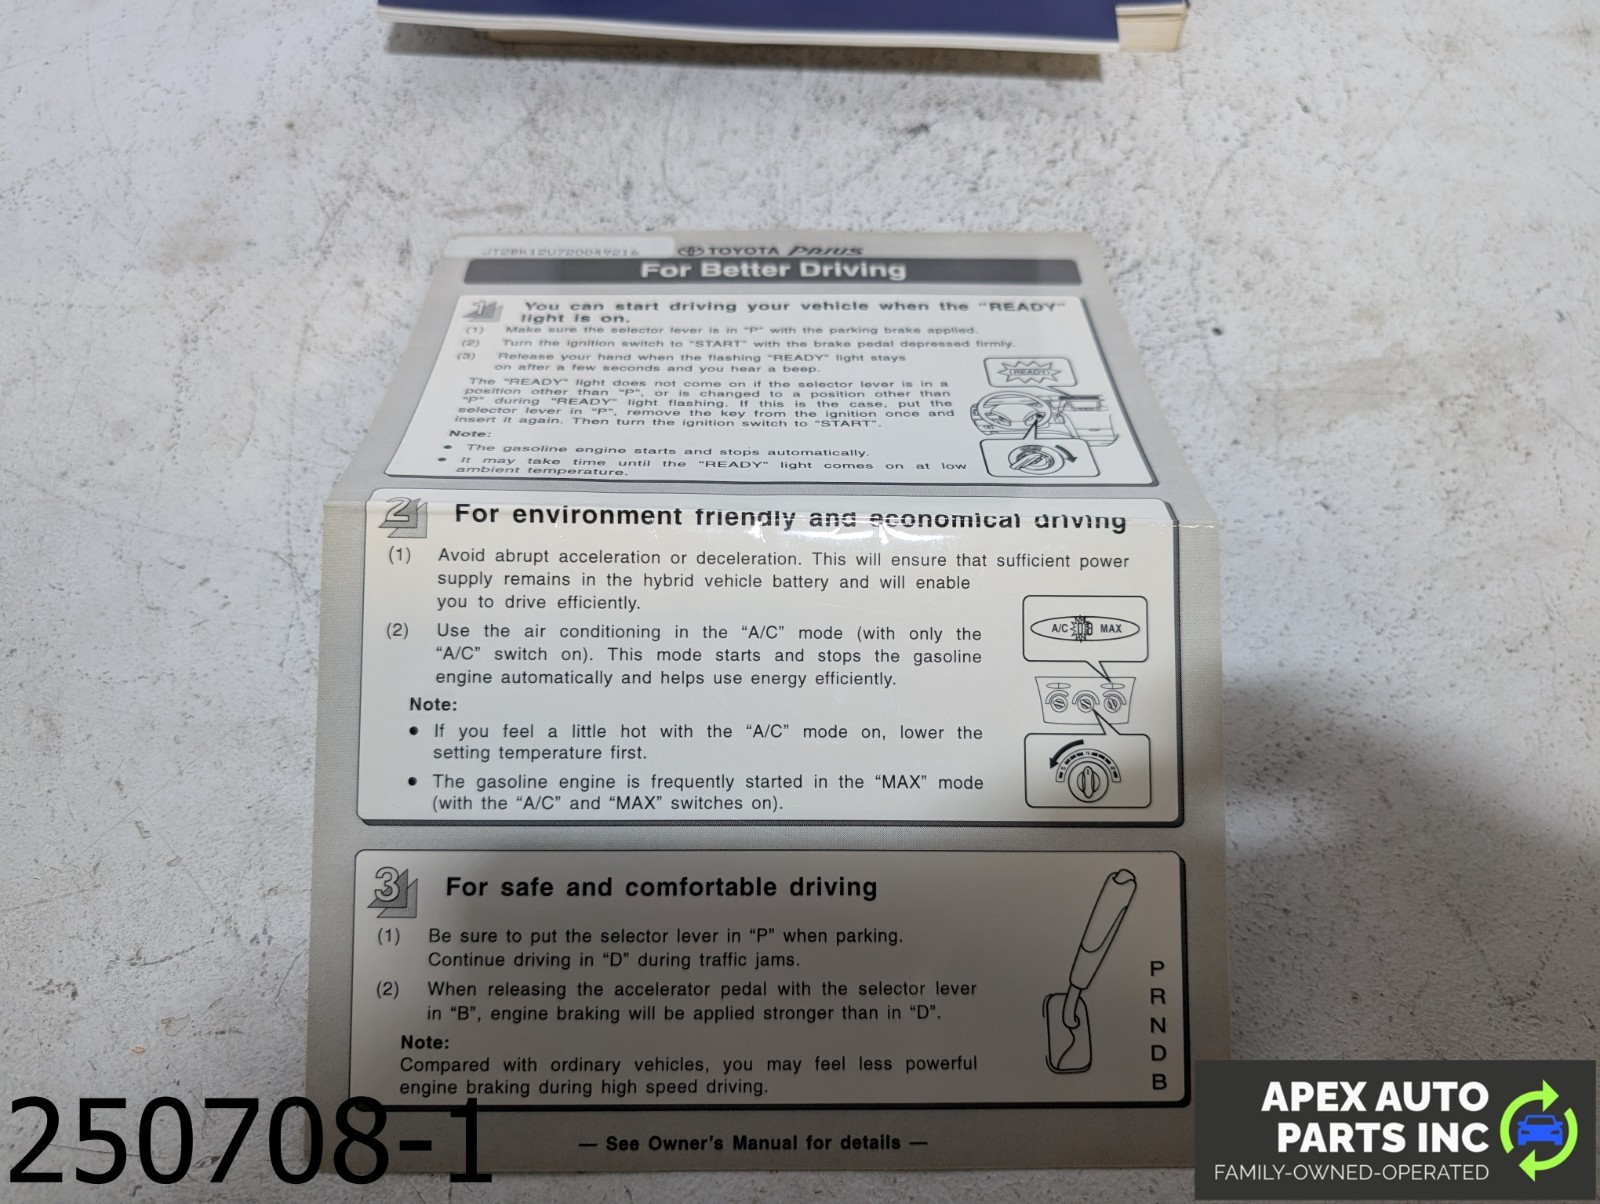 TOYOTA PRIUS
For Better Driving
1 You can start driving your vehicle when the "READY"
light is on.
(1) Make sure the selector lever is in "P" with the parking brake applied.
(2) Turn the ignition switch to "START" with the brake pedal depressed firmly.
(3) Release your hand when the flashing "READY" light stays
on after a few seconds and you hear a beep.
The "READY" light does not come on if the selector lever is in a
position other than "P", or is changed to a position other than
"P" during "READY" light flashing. If this is the case, put the
selector lever in "P", remove the key from the ignition once and
insert it again. Then turn the ignition switch to "START".
Note:
• The gasoline engine starts and stops automatically.
• It may take time until the "READY" light comes on at low
ambient temperature.
READY
2 For environment friendly and economical driving
(1) Avoid abrupt acceleration or deceleration. This will ensure that sufficient power
supply remains in the hybrid vehicle battery and will enable
you to drive efficiently.
(2) Use the air conditioning in the “A/C” mode (with only the
“A/C” switch on). This mode starts and stops the gasoline
engine automatically and helps use energy efficiently.
Note:
• If you feel a little hot with the “A/C” mode on, lower the
setting temperature first.
• The gasoline engine is frequently started in the “MAX” mode
(with the “A/C” and “MAX” switches on).
A/C MAX
3 For safe and comfortable driving
(1) Be sure to put the selector lever in “P” when parking.
Continue driving in “D” during traffic jams.
(2) When releasing the accelerator pedal with the selector lever
in “B”, engine braking will be applied stronger than in “D”.
Note:
Compared with ordinary vehicles, you may feel less powerful
engine braking during high speed driving.
P
R
N
D
B
— See Owner's Manual for details —
250708-1
APEX AUTO
PARTS INC
FAMILY-OWNED-OPERATED